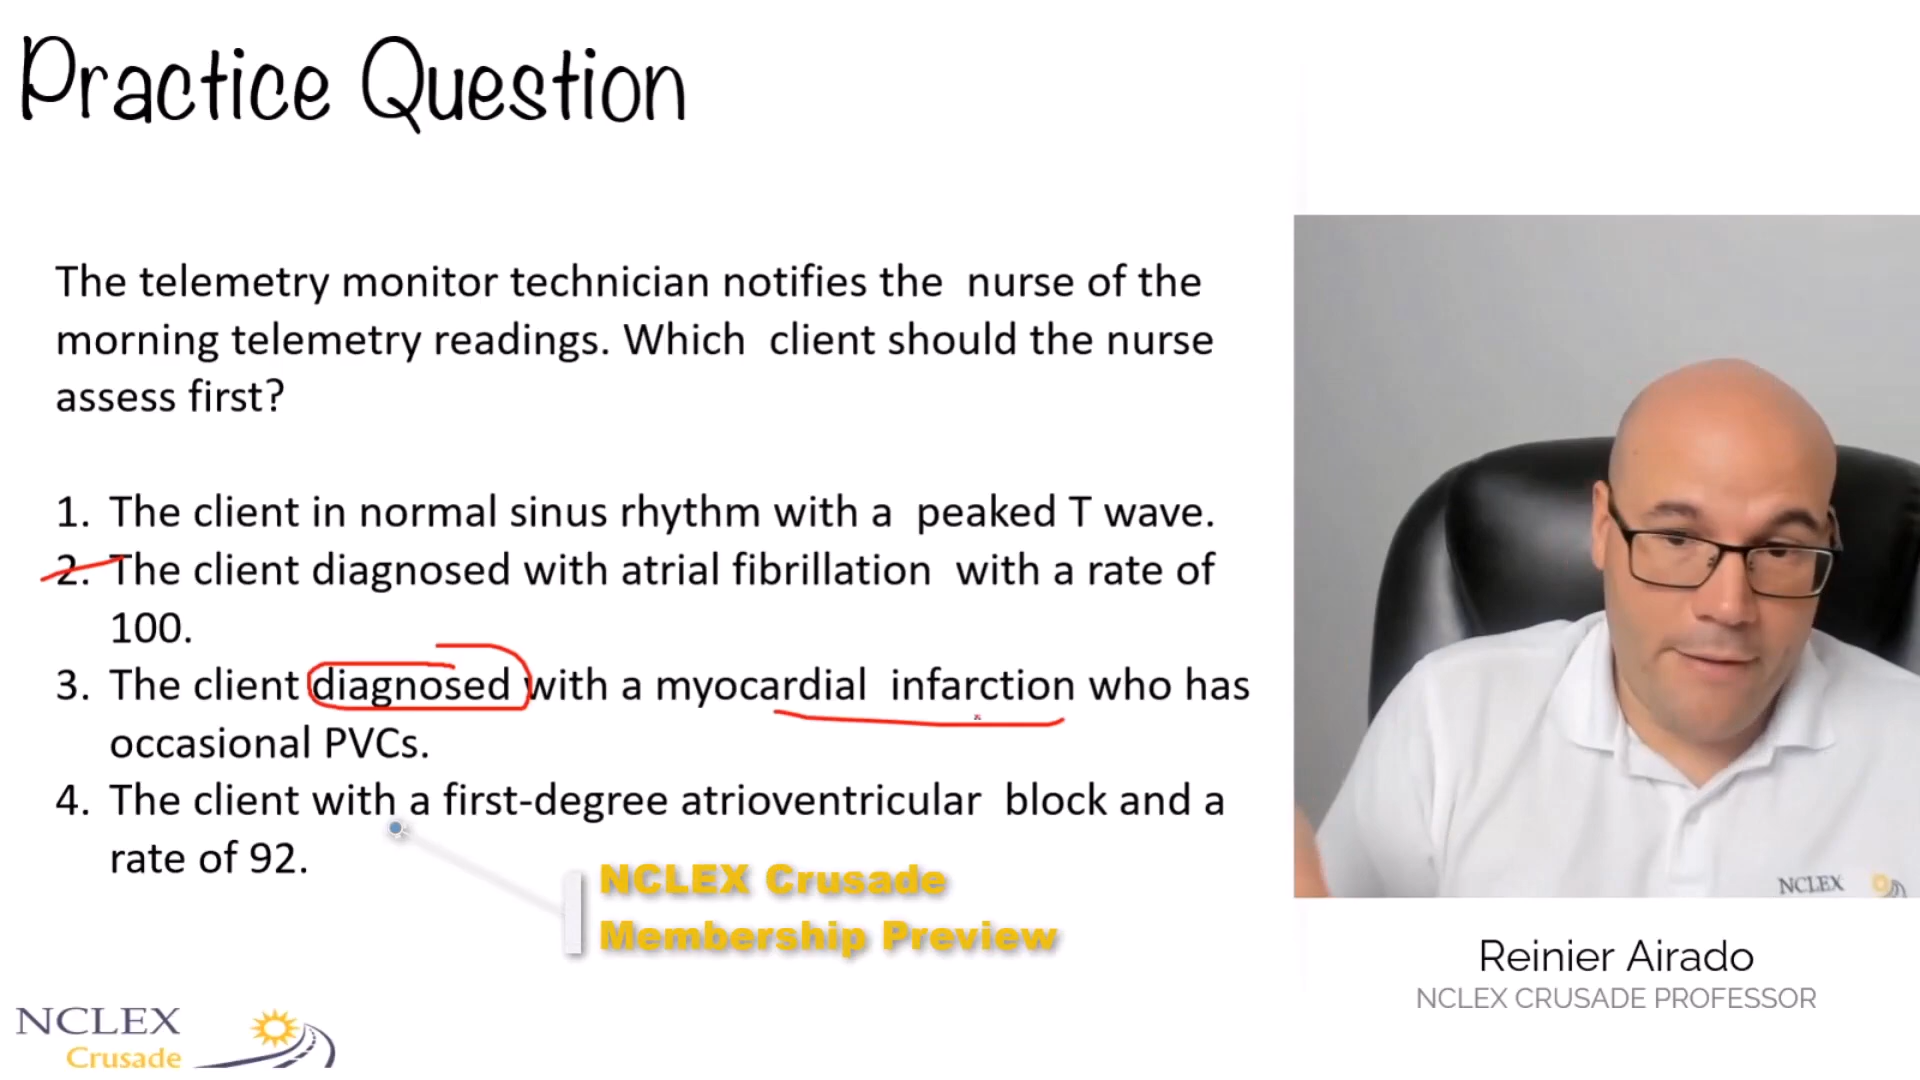 Practice Question
The telemetry monitor technician notifies the nurse of the
morning telemetry readings. Which client should the nurse
assess first?
1. The client in normal sinus rhythm with a peaked T wave.
2. The client diagnosed with atrial fibrillation with a rate of
100.
3. The client diagnosed with a myocardial infarction who has
occasional PVCs.
4. The client with a first-degree atrioventricular block and a
rate of 92.
NCLEX Crusade
Membership Preview
NCLEX
Reinier Airado
NCLEX CRUSADE PROFESSOR
NCLEX
Crusade